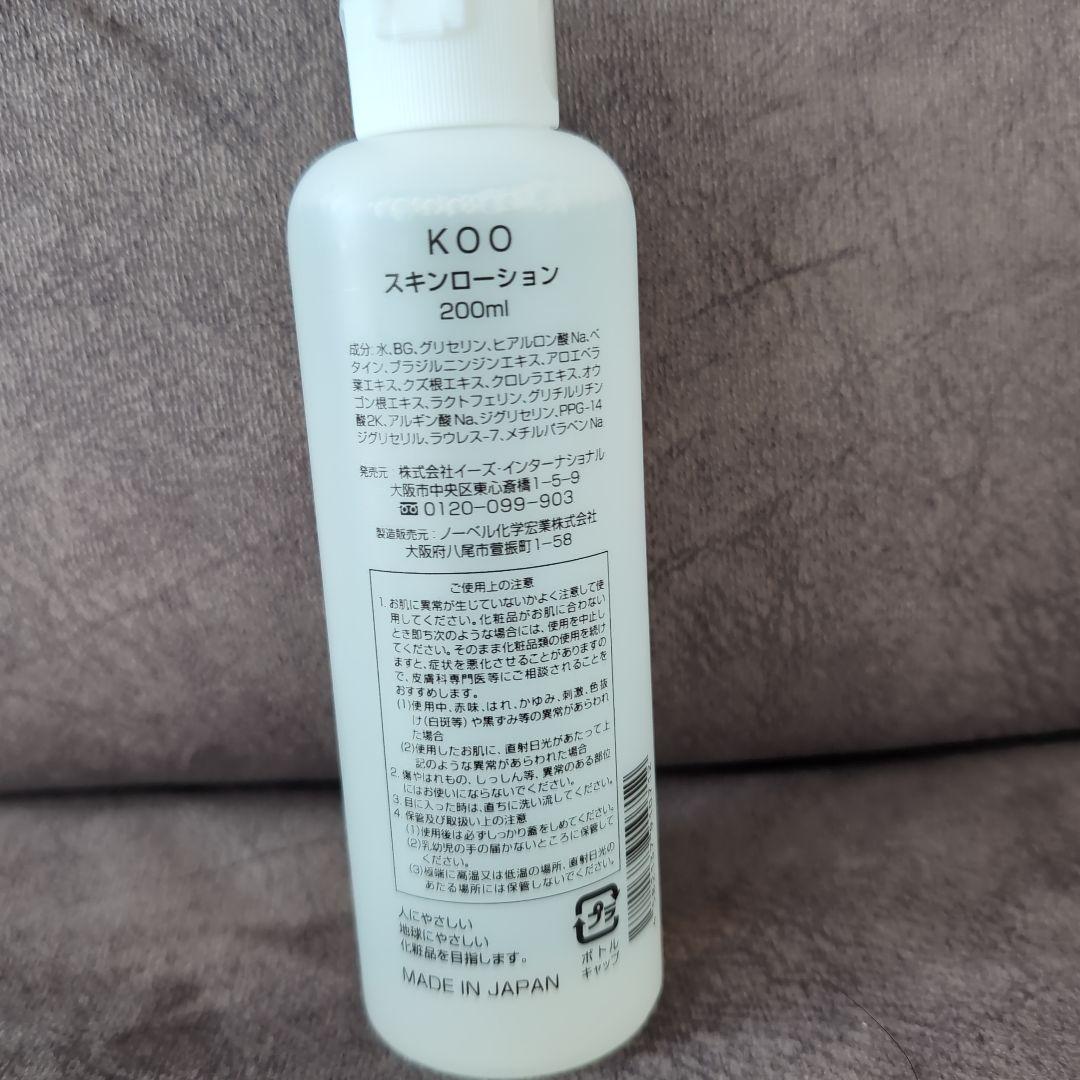 KOO
スキンローション
200ml
成分:水、BG、グリセリン、ヒアルロン酸Na、ベ
タイン、ブラジルニンジンエキス、アロエベラ
葉エキス、クズ根エキス、クロレラエキス、オウ
ゴン根エキス、ラクトフェリン、グリチルリチン
酸2K、アルギン酸Na、ジグリセリン、PPG-14
ジグリセリル、ラウレス-7、メチルパラベンNa
発売元 株式会社イーズ・インターナショナル
大阪市中央区東心斎橋1-5-9
0120-099-903
製造販売元:ノーベル化学宏業株式会社
大阪府八尾市萱振町1-58
ご使用上の注意
1. お肌に異常が生じていないかよく注意して使
用してください。化粧品がお肌に合わない
とき即ち次のような場合には、使用を中止し
てください。そのまま化粧品類の使用を続け
ますと、症状を悪化させることがありますの
で、皮膚科専門医等にご相談されることを
おすすめします。
(1)使用中、赤味、はれ、かゆみ、刺激、色抜
け(白斑等)や黒ずみ等の異常があらわれ
た場合
(2)使用したお肌に、直射日光があたって上
記のような異常があらわれた場合
2. 傷やはれもの、しっしん等、異常のある部位
にはお使いにならないでください。
3. 目に入った時は、直ちに洗い流してください。
4. 保管及び取扱い上の注意
(1)使用後は必ずしっかり蓋をしめてください。
(2)乳幼児の手の届かないところに保管して
ください。
(3)極端に高温又は低温の場所、直射日光の
あたる場所には保管しないでください。
人にやさしい
地球にやさしい
化粧品を目指します。
プラ
ボトル
キャップ
MADE IN JAPAN